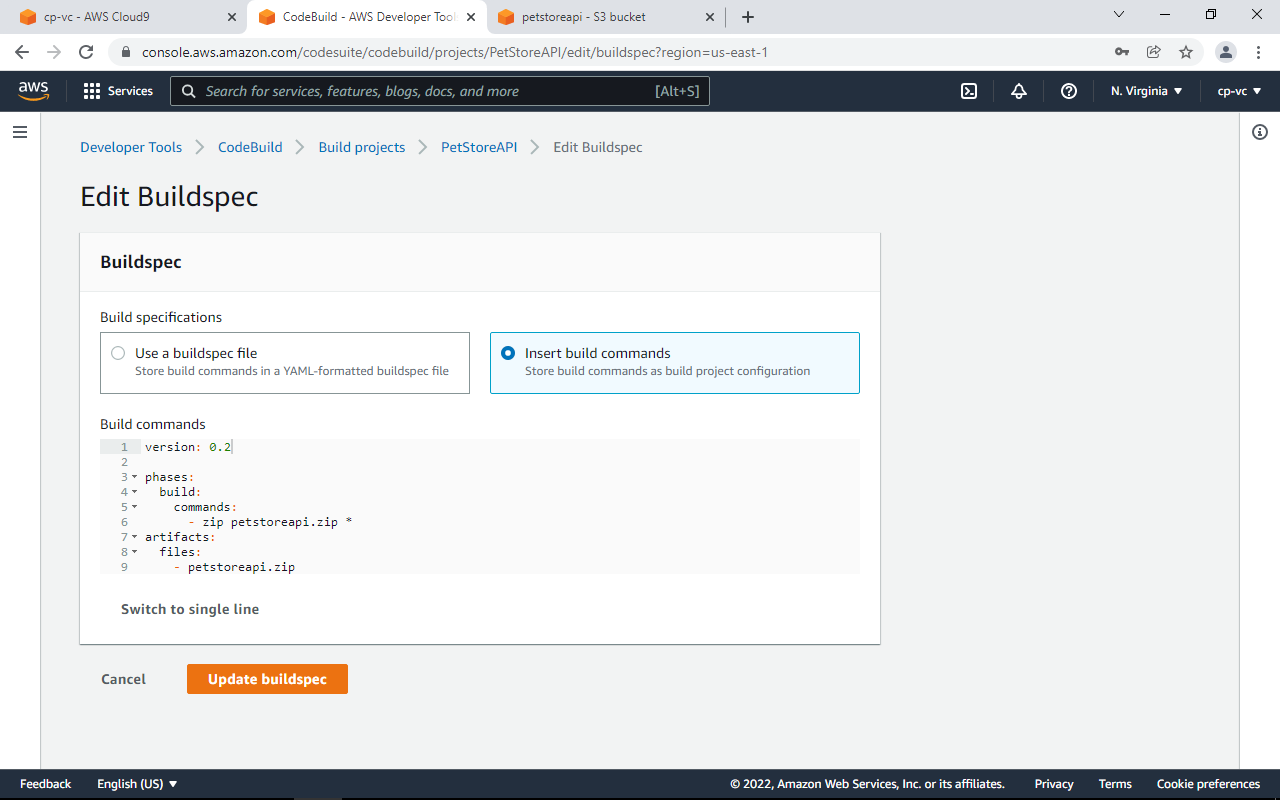 cp-vc - AWS Cloud9
CodeBuild - AWS Developer Tool
petstoreapi - S3 bucket
console.aws.amazon.com/codesuite/codebuild/projects/PetStoreAPI/edit/buildspec?region=us-east-1
aws
Services
Search for services, features, blogs, docs, and more
[Alt+S]
N. Virginia
cp-vc
Developer Tools
CodeBuild
Build projects
PetStoreAPI
Edit Buildspec
Edit Buildspec
Buildspec
Build specifications
Use a buildspec file
Store build commands in a YAML-formatted buildspec file
Insert build commands
Store build commands as build project configuration
Build commands
1 version: 0.2
2
3 phases:
4 build:
5 commands:
6 - zip petstoreapi.zip *
7 artifacts:
8 files:
9 - petstoreapi.zip
Switch to single line
Cancel
Update buildspec
Feedback
English (US)
© 2022, Amazon Web Services, Inc. or its affiliates.
Privacy
Terms
Cookie preferences